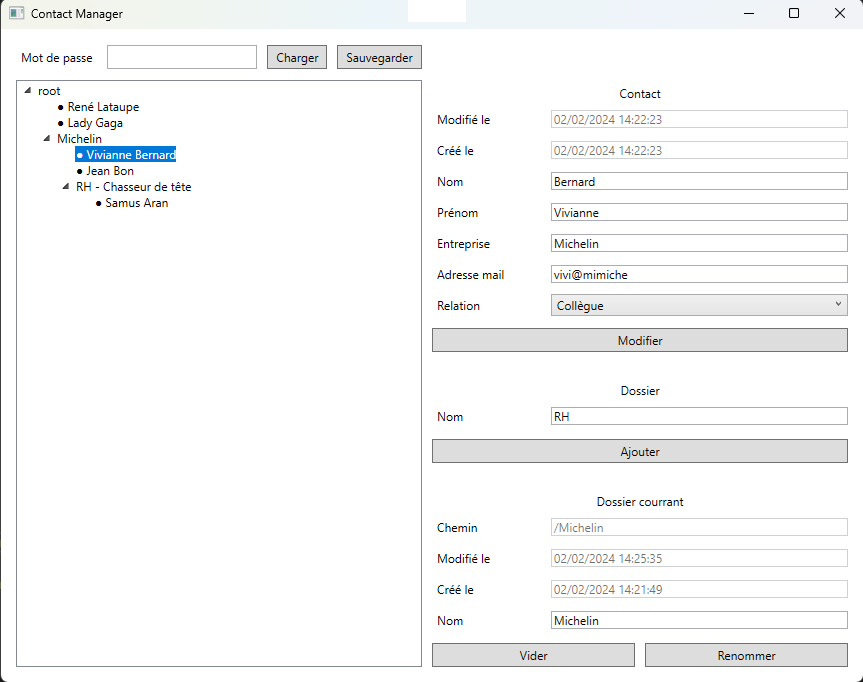 Contact Manager
Mot de passe
Charger
Sauvegarder
root
● René Lataupe
● Lady Gaga
Michelin
● Vivianne Bernard
● Jean Bon
RH - Chasseur de tête
● Samus Aran
Contact
Modifié le 02/02/2024 14:22:23
Créé le 02/02/2024 14:22:23
Nom Bernard
Prénom Vivianne
Entreprise Michelin
Adresse mail vivi@mimiche
Relation Collègue
Modifier
Dossier
Nom RH
Ajouter
Dossier courrant
Chemin /Michelin
Modifié le 02/02/2024 14:25:35
Créé le 02/02/2024 14:21:49
Nom Michelin
Vider Renommer